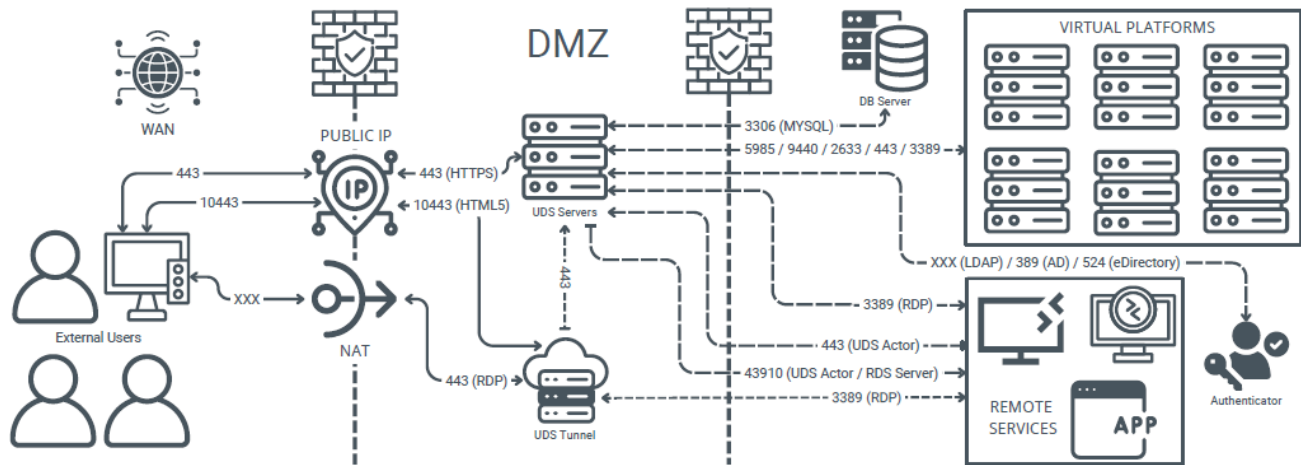 WAN
PUBLIC IP
IP
DMZ
DB Server
VIRTUAL PLATFORMS
443
10443
443 (HTTPS)
10443 (HTML5)
UDS Servers
3306 (MYSQL)
5985 / 9440 / 2633 / 443 / 3389
XXX (LDAP) / 389 (AD) / 524 (eDirectory)
443
XXX
External Users
NAT
443 (RDP)
UDS Tunnel
3389 (RDP)
443 (UDS Actor)
43910 (UDS Actor / RDS Server)
3389 (RDP)
REMOTE
SERVICES
APP
Authenticator